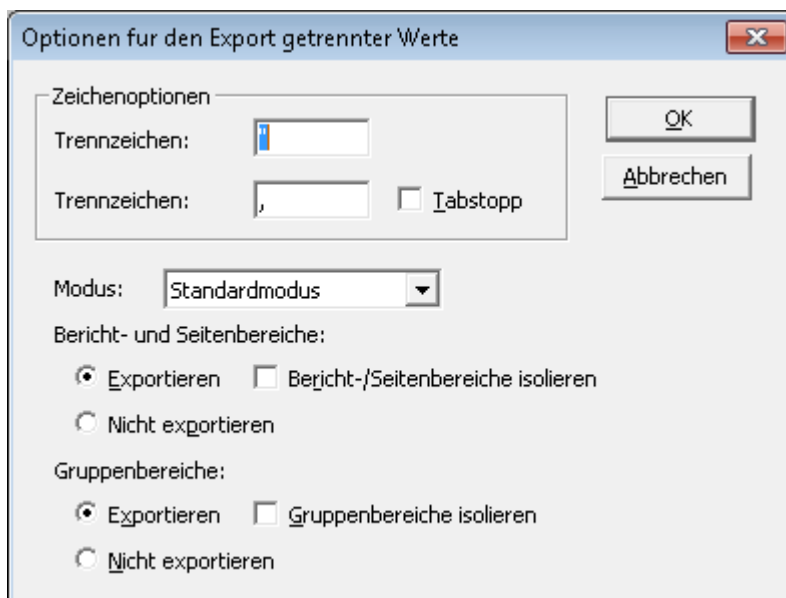 Optionen fur den Export getrennter Werte
Zeichenoptionen
Trennzeichen: "
Trennzeichen: , Tabstopp
OK
Abbrechen
Modus: Standardmodus
Bericht- und Seitenbereiche:
Exportieren Bericht-/Seitenbereiche isolieren
Nicht exportieren
Gruppenbereiche:
Exportieren Gruppenbereiche isolieren
Nicht exportieren